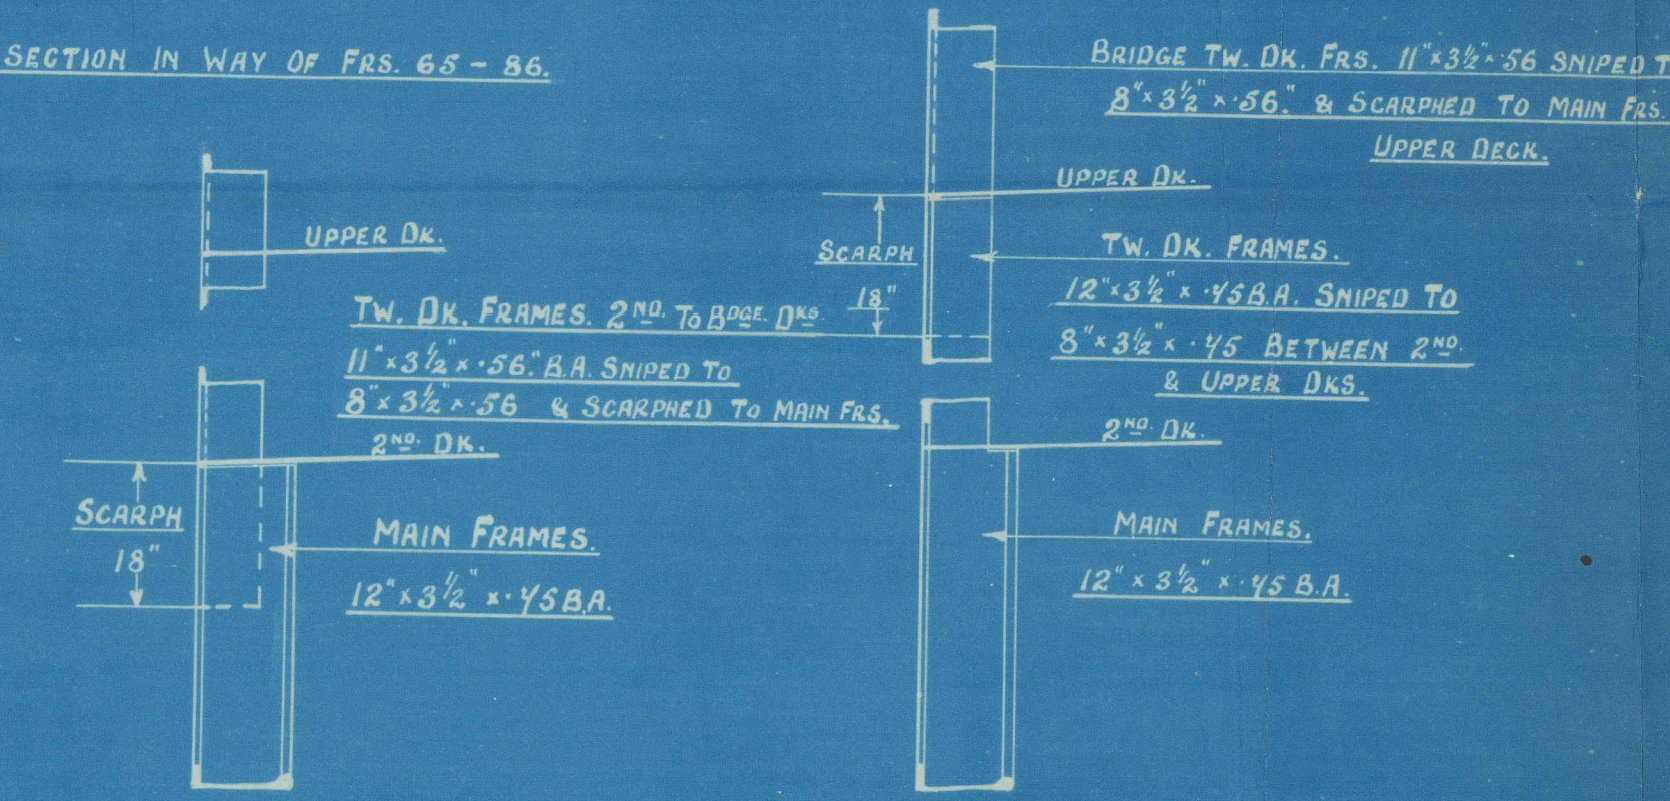 SECTION IN WAY OF FRS. 65 - 86.
UPPER DK.
TW. DK. FRAMES. 2ND. TO BDGE. DKS.
11" x 3½" x .56." B.A. SNIPED TO
8" x 3½" x .56 & SCARPHED TO MAIN FRS.
2ND. DK.
SCARPH
18"
MAIN FRAMES.
12" x 3½" x .45 B.A.
BRIDGE TW. DK. FRS. 11" x 3½" x .56 SNIPED T
8" x 3½" x .56." & SCARPHED TO MAIN FRS.
UPPER DECK.
UPPER DK.
SCARPH
18"
TW. DK. FRAMES.
12" x 3½" x .45 B.A. SNIPED TO
8" x 3½" x .45 BETWEEN 2ND.
& UPPER DKS.
2ND. DK.
MAIN FRAMES.
12" x 3½" x .45 B.A.